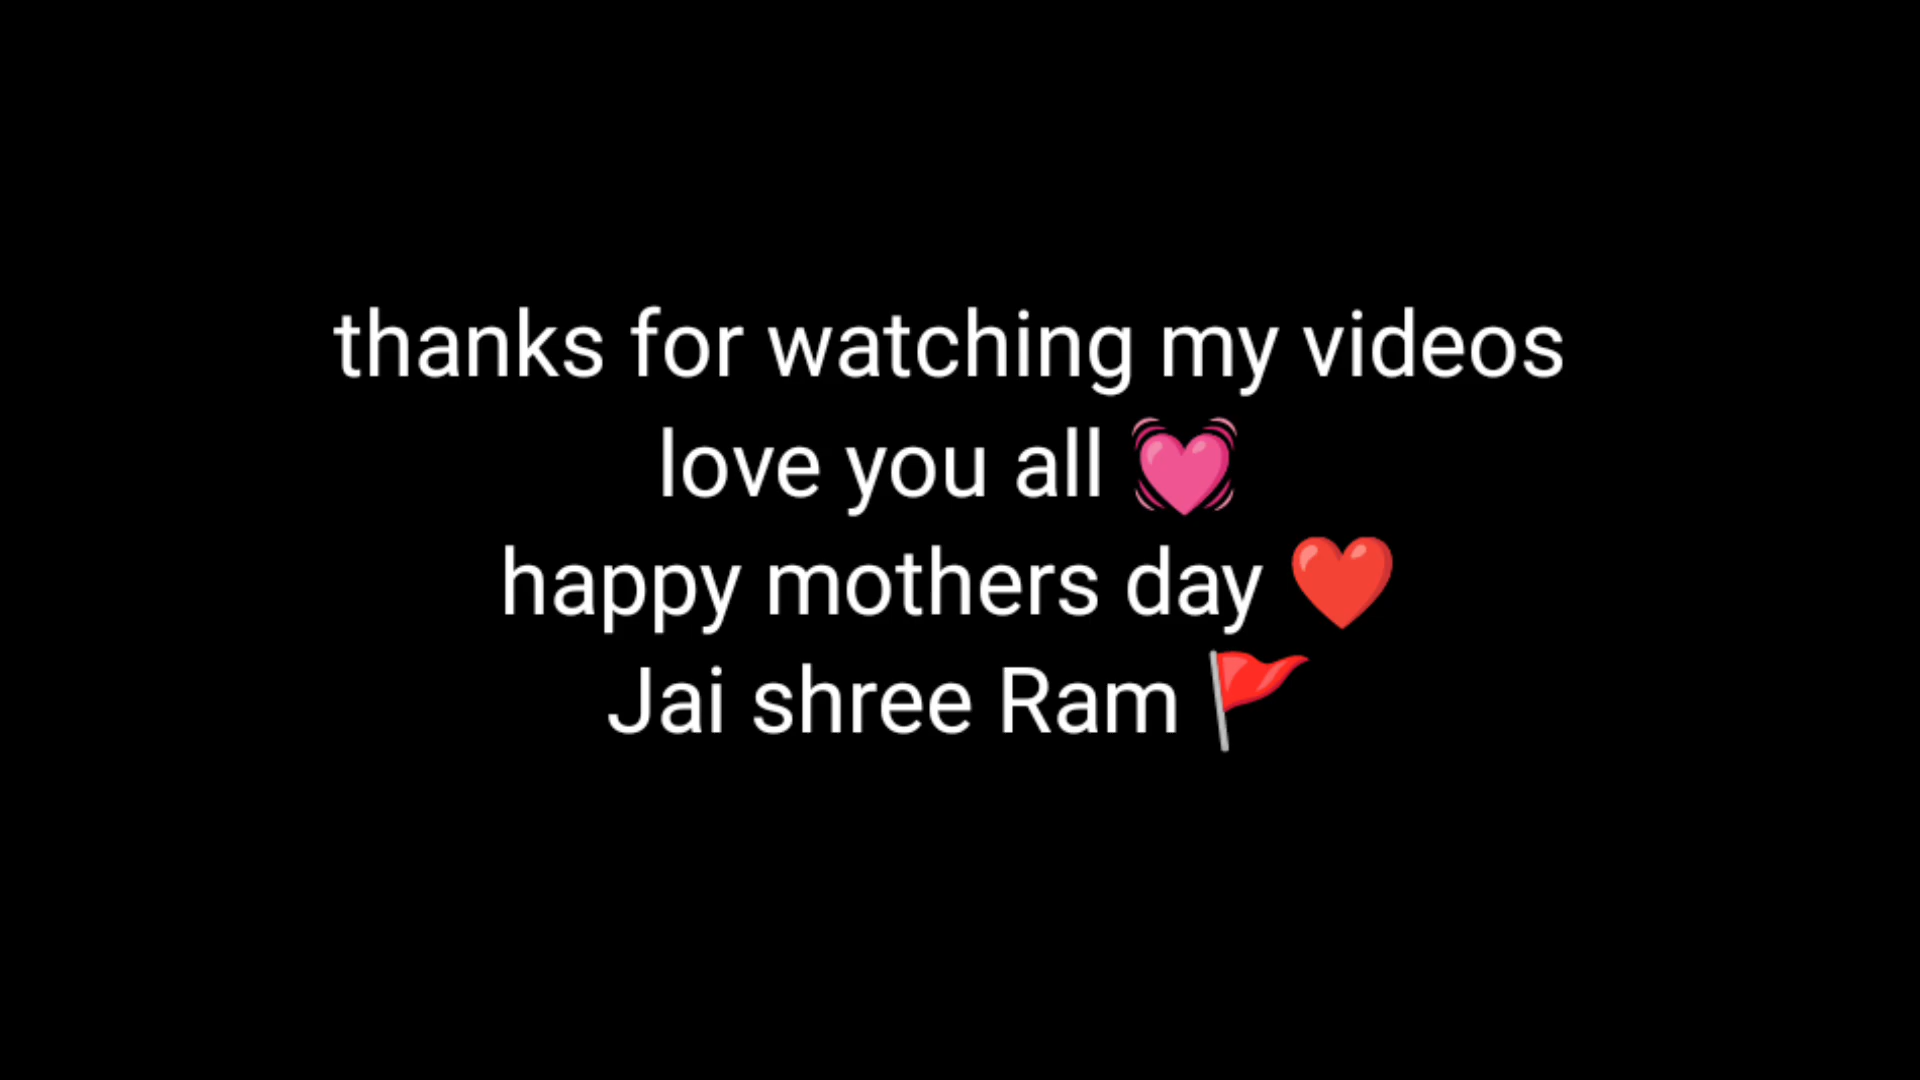 thanks for watching my videos
love you all 💓
happy mothers day ❤️
Jai shree Ram 🚩